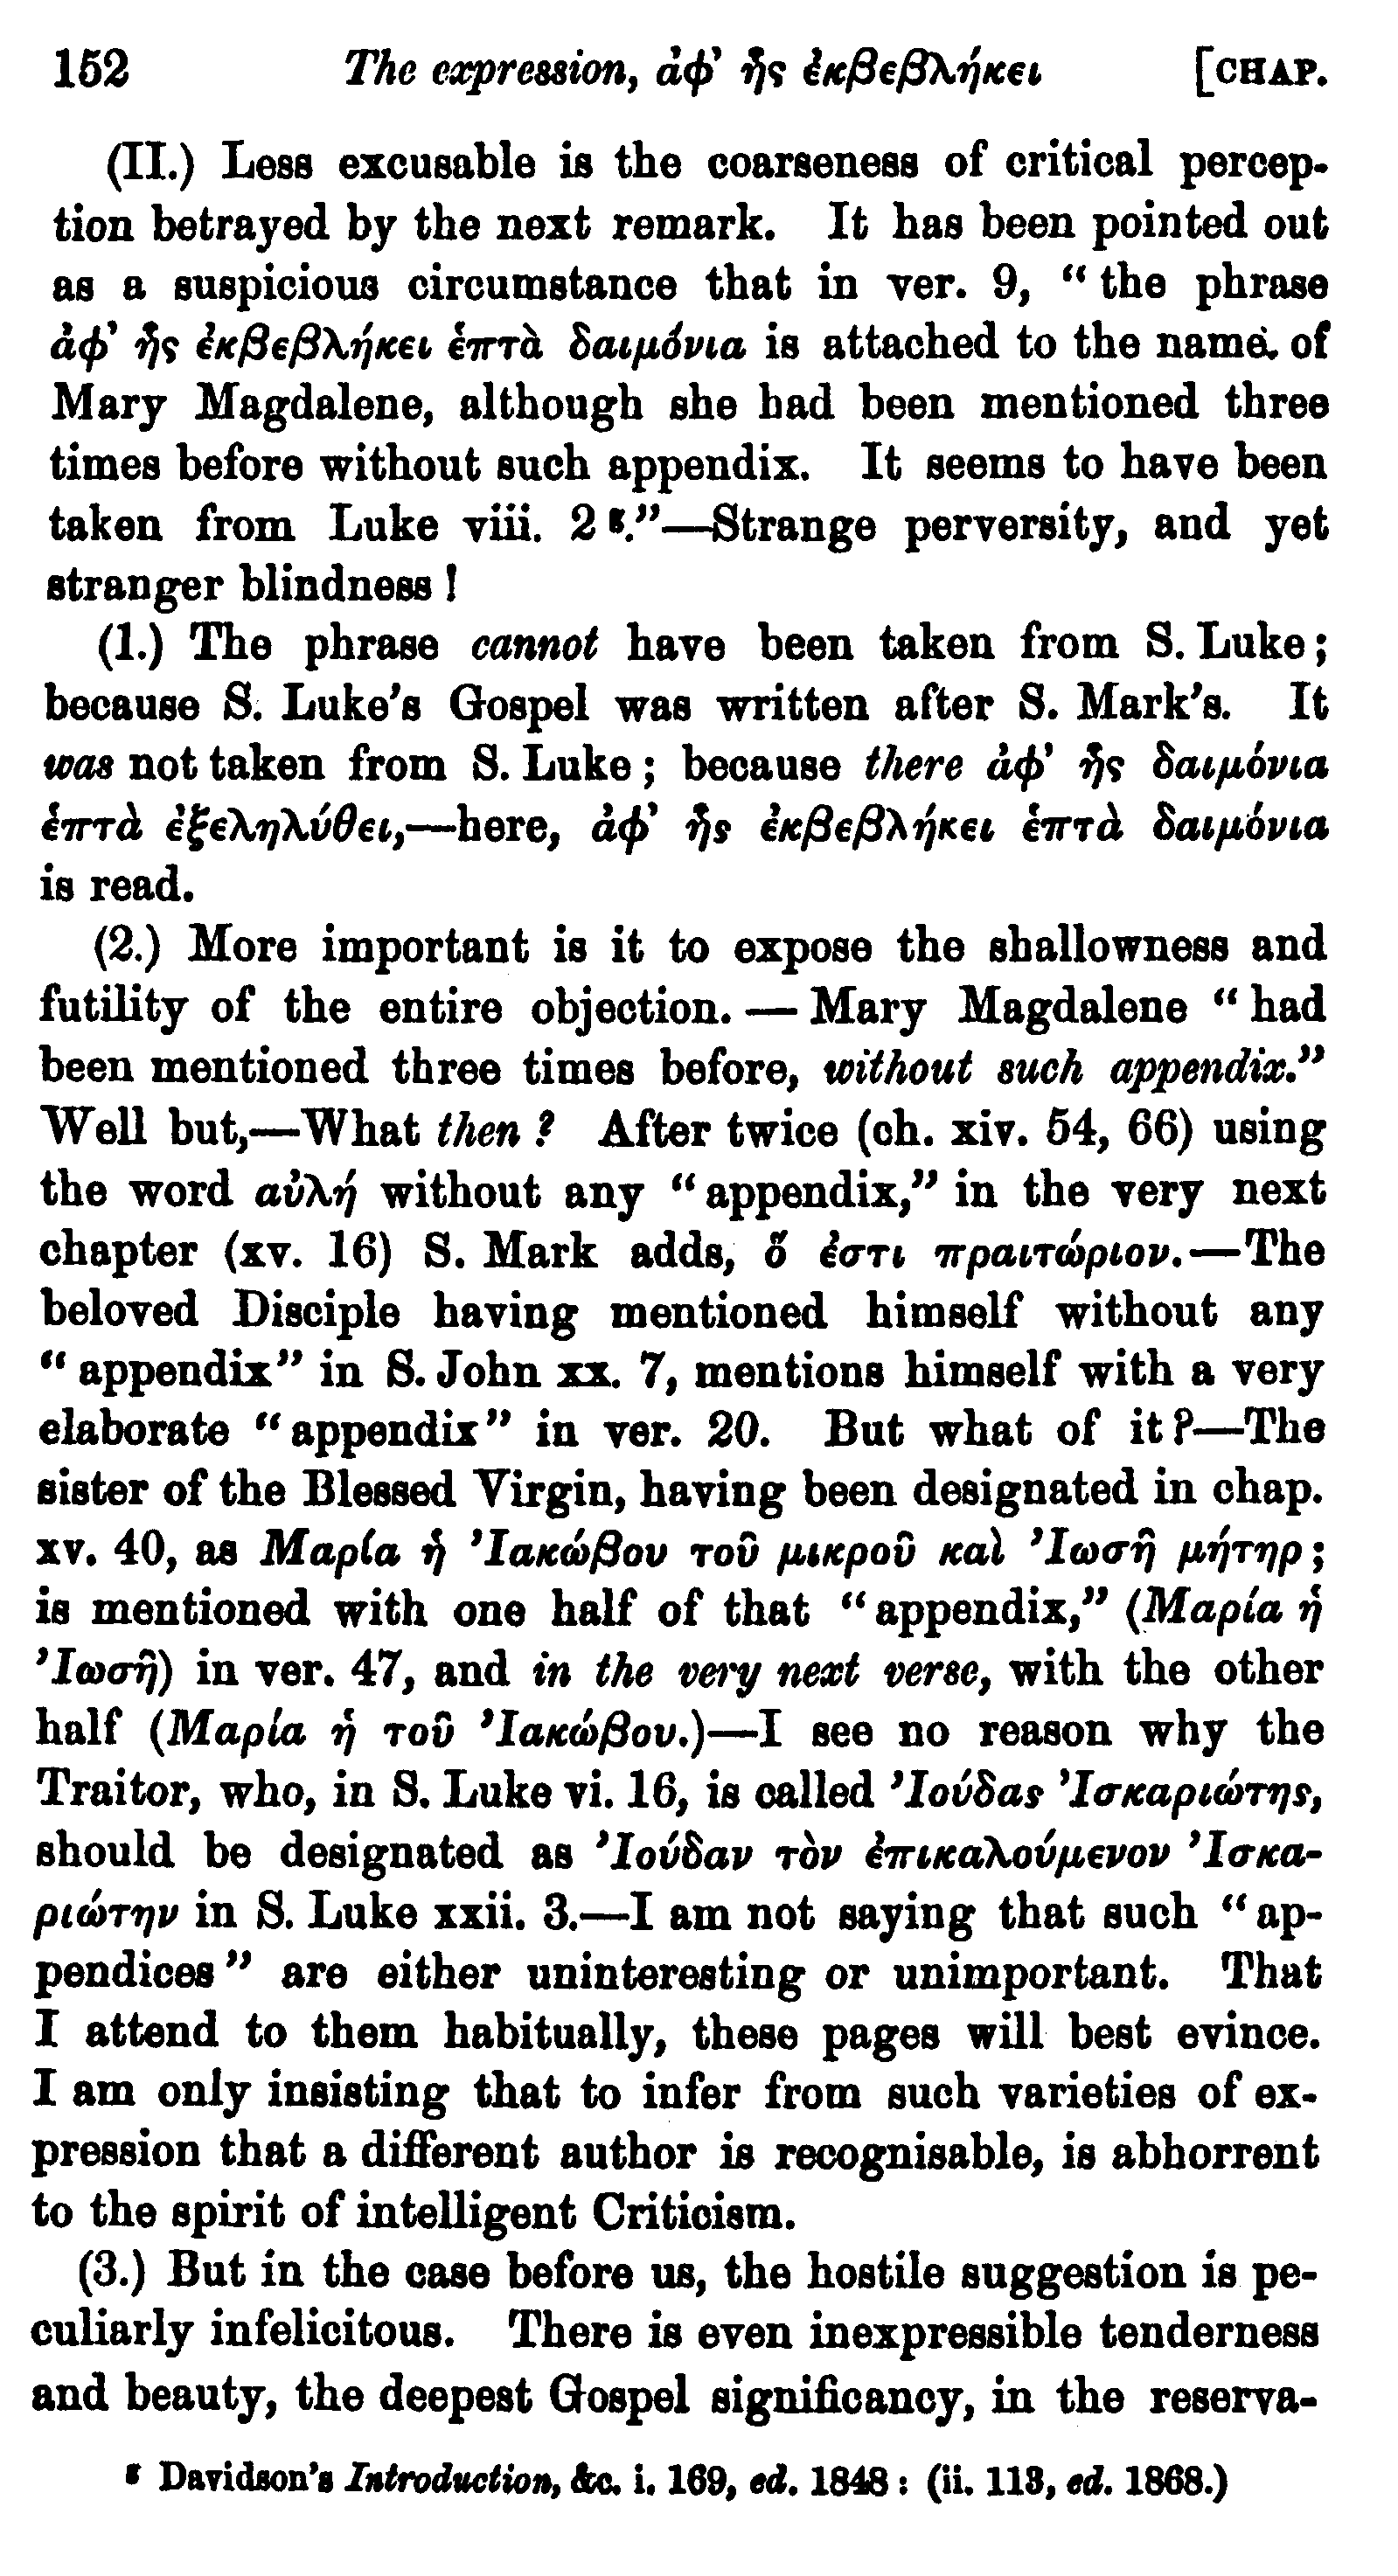 152 The expression, ἀφ' ἧς ἐκβεβλήκει [CHAP.
(II.) Less excusable is the coarseness of critical percep-
tion betrayed by the next remark. It has been pointed out
as a suspicious circumstance that in ver. 9, “the phrase
ἀφ' ἧς ἐκβεβλήκει ἑπτὰ δαιμόνια is attached to the name of
Mary Magdalene, although she had been mentioned three
times before without such appendix. It seems to have been
taken from Luke viii. 2 g.”—Strange perversity, and yet
stranger blindness!
(1.) The phrase cannot have been taken from S. Luke;
because S. Luke's Gospel was written after S. Mark's. It
was not taken from S. Luke; because there ἀφ' ἧς δαιμόνια
ἑπτὰ ἐξεληλύθει,—here, ἀφ' ἧς ἐκβεβλήκει ἑπτὰ δαιμόνια
is read.
(2.) More important is it to expose the shallowness and
futility of the entire objection.—Mary Magdalene “had
been mentioned three times before, without such appendix.”
Well but,—What then? After twice (ch. xiv. 54, 66) using
the word αὐλή without any “appendix,” in the very next
chapter (xv. 16) S. Mark adds, ὅ ἐστι πραιτώριον.—The
beloved Disciple having mentioned himself without any
“appendix” in S. John xx. 7, mentions himself with a very
elaborate “appendix” in ver. 20. But what of it?—The
sister of the Blessed Virgin, having been designated in chap.
xv. 40, as Μαρία ἡ Ἰακώβου τοῦ μικροῦ καὶ Ἰωσῆ μήτηρ;
is mentioned with one half of that “appendix,” (Μαρία ἡ
Ἰωσῆ) in ver. 47, and in the very next verse, with the other
half (Μαρία ἡ τοῦ Ἰακώβου.)—I see no reason why the
Traitor, who, in S. Luke vi. 16, is called Ἰούδας Ἰσκαριώτης,
should be designated as Ἰούδαν τὸν ἐπικαλούμενον Ἰσκα-
ριώτην in S. Luke xxii. 3.—I am not saying that such “ap-
pendices” are either uninteresting or unimportant. That
I attend to them habitually, these pages will best evince.
I am only insisting that to infer from such varieties of ex-
pression that a different author is recognisable, is abhorrent
to the spirit of intelligent Criticism.
(3.) But in the case before us, the hostile suggestion is pe-
culiarly infelicitous. There is even inexpressible tenderness
and beauty, the deepest Gospel significancy, in the reserva-
g Davidson's Introduction, &c. i. 169, ed. 1848: (ii. 113, ed. 1868.)